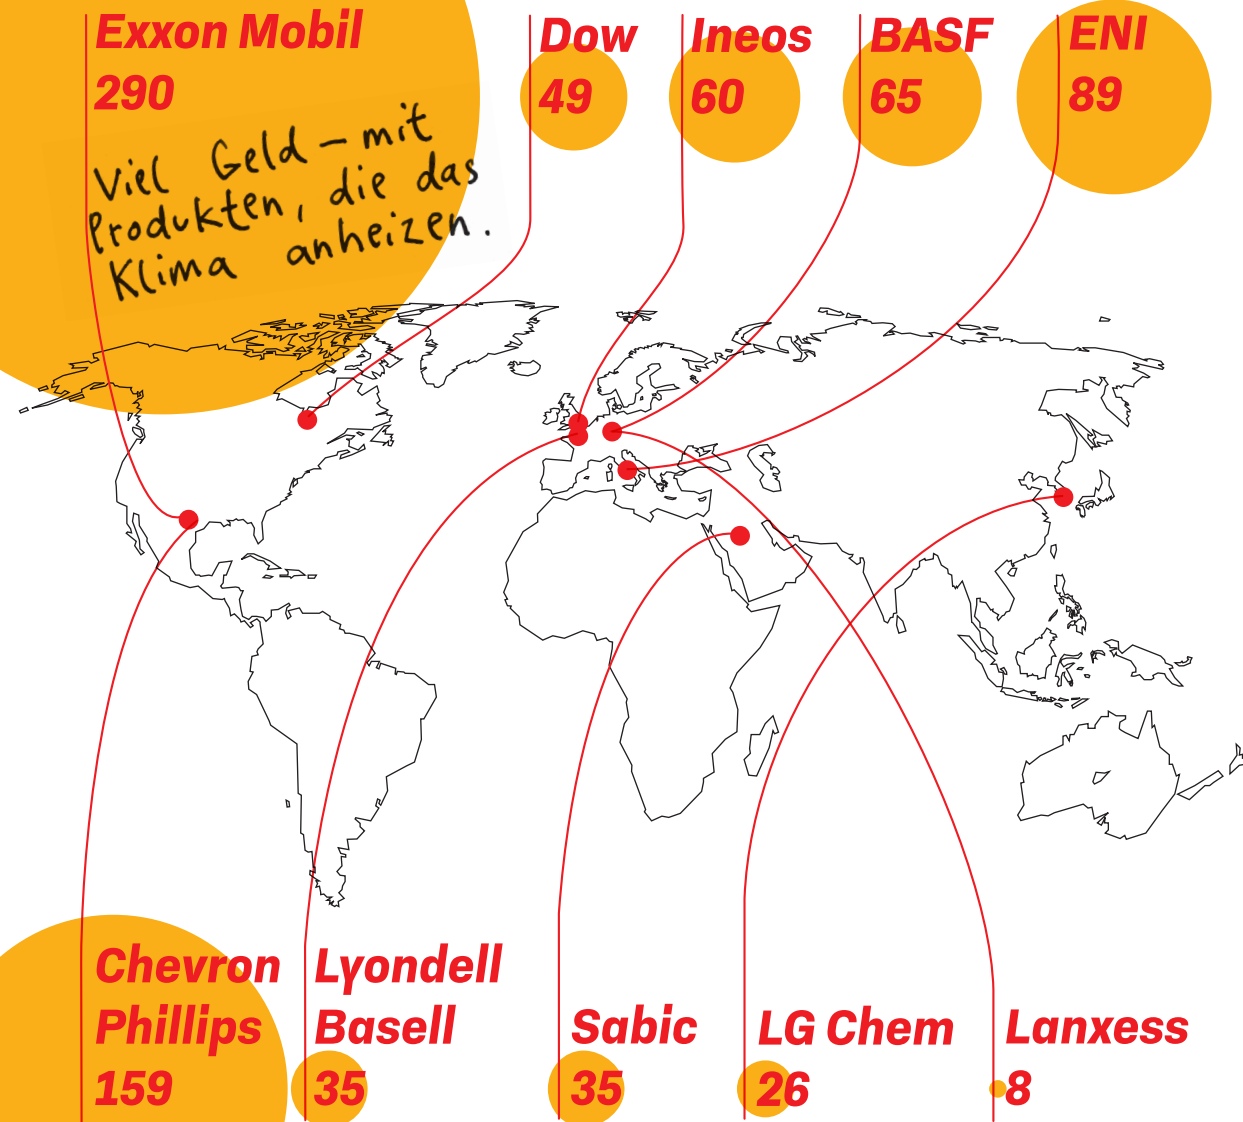 Exxon Mobil
290
Dow
49
Ineos
60
BASF
65
ENI
89
Viel Geld – mit
Produkten, die das
Klima anheizen.
Chevron
Phillips
159
Lyondell
Basell
35
Sabic
35
LG Chem
26
Lanxess
8